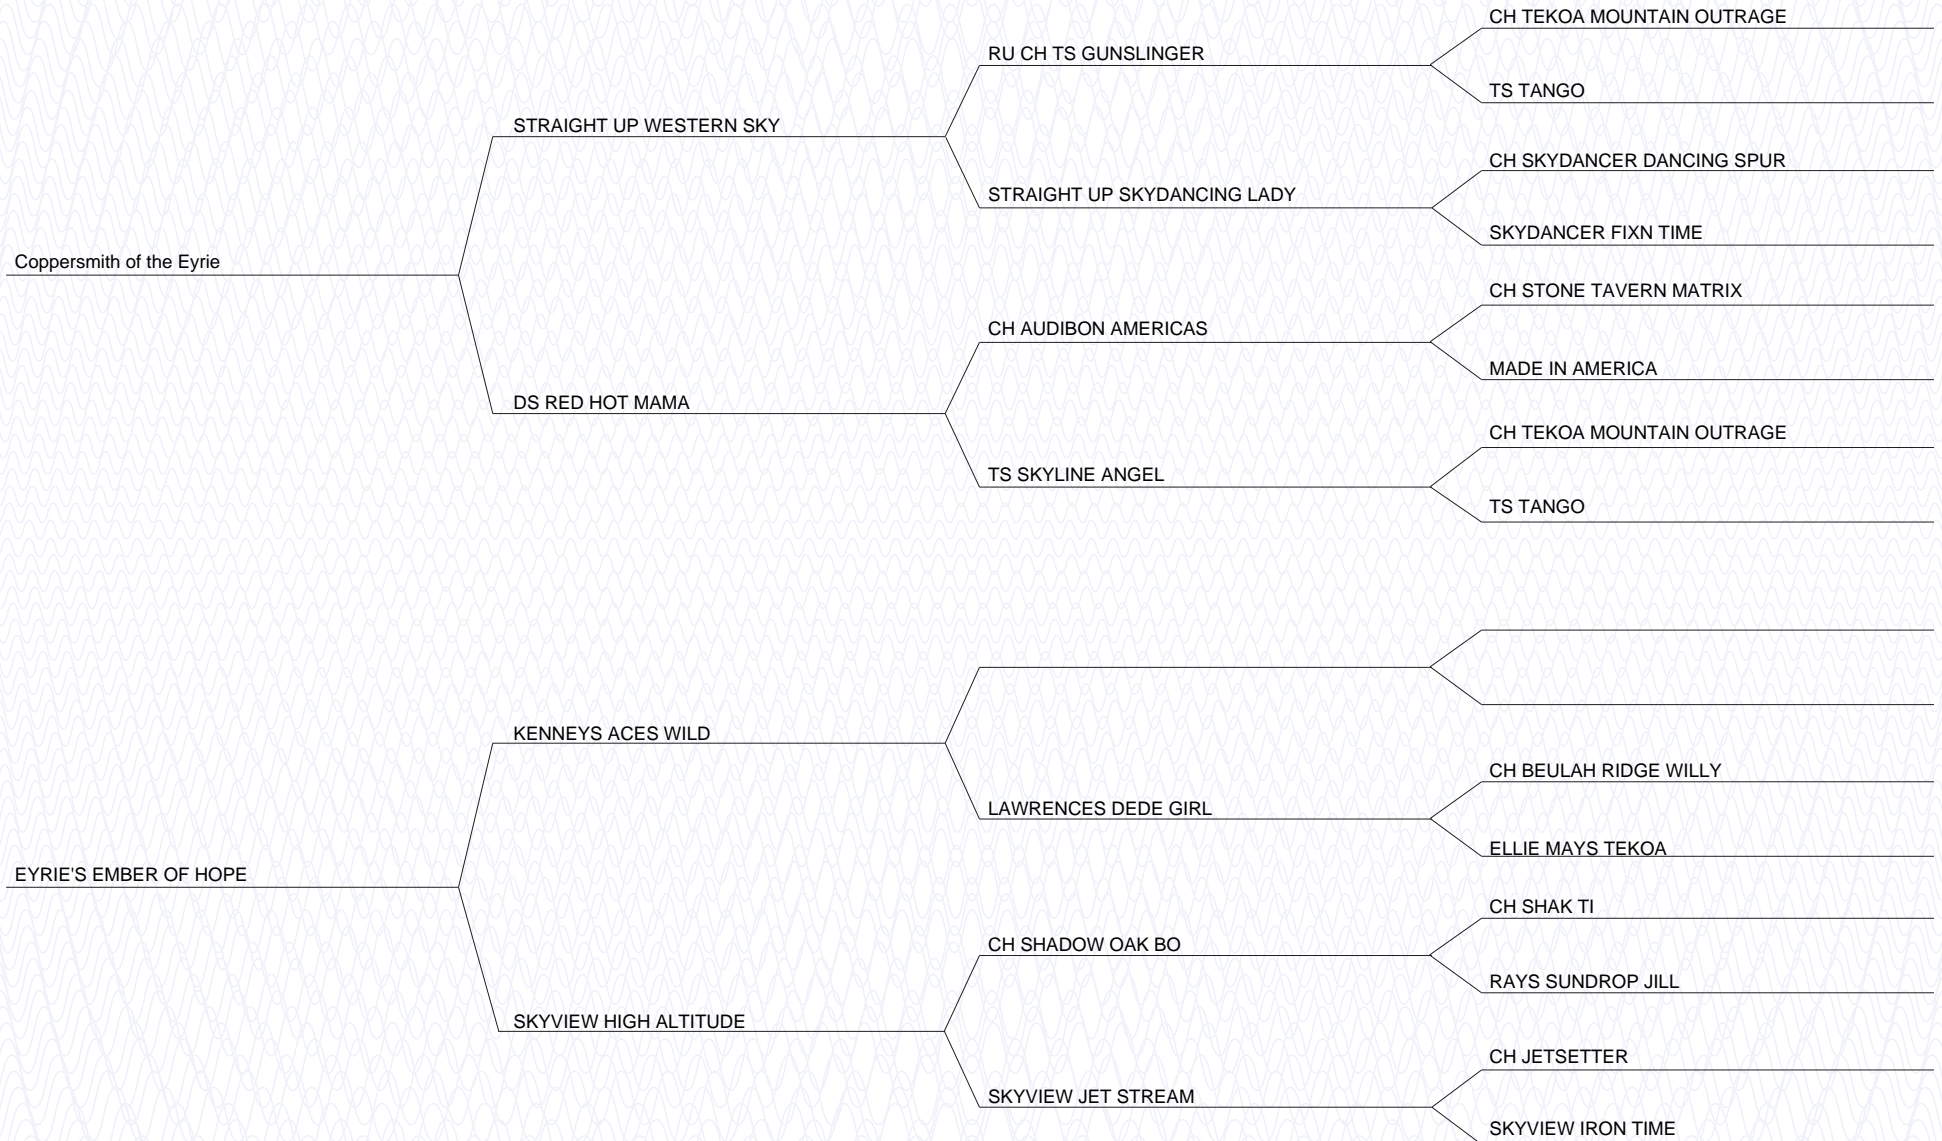 CH TEKOA MOUNTAIN OUTRAGE
RU CH TS GUNSLINGER
TS TANGO
STRAIGHT UP WESTERN SKY
CH SKYDANCER DANCING SPUR
STRAIGHT UP SKYDANCING LADY
SKYDANCER FIXN TIME
Coppersmith of the Eyrie
CH STONE TAVERN MATRIX
CH AUDIBON AMERICAS
MADE IN AMERICA
DS RED HOT MAMA
CH TEKOA MOUNTAIN OUTRAGE
TS SKYLINE ANGEL
TS TANGO
KENNEYS ACES WILD
CH BEULAH RIDGE WILLY
LAWRENCES DEDE GIRL
ELLIE MAYS TEKOA
EYRIE'S EMBER OF HOPE
CH SHAK TI
CH SHADOW OAK BO
RAYS SUNDROP JILL
SKYVIEW HIGH ALTITUDE
CH JETSETTER
SKYVIEW JET STREAM
SKYVIEW IRON TIME